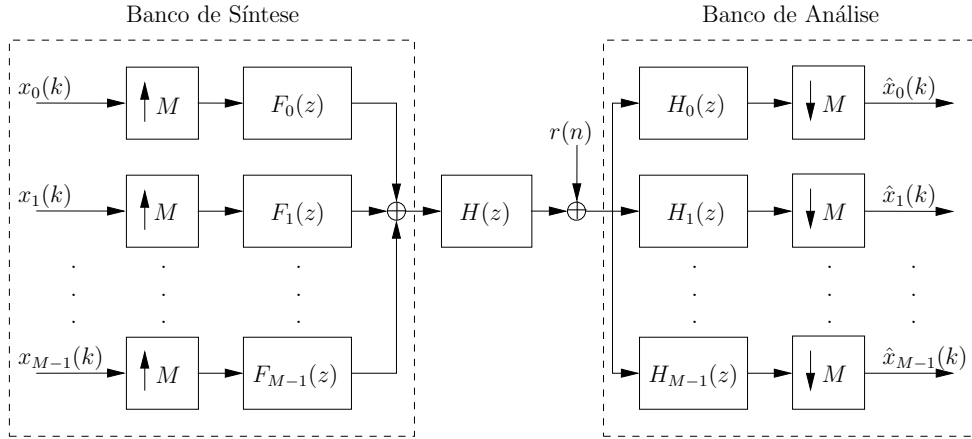 Banco de Síntese Banco de Análise
x_0(k) M F_0(z) H_0(z) M x̂_0(k)
r(n)
x_1(k) M F_1(z) H(z) H_1(z) M x̂_1(k)
x_{M−1}(k) M F_{M−1}(z) H_{M−1}(z) M x̂_{M−1}(k)